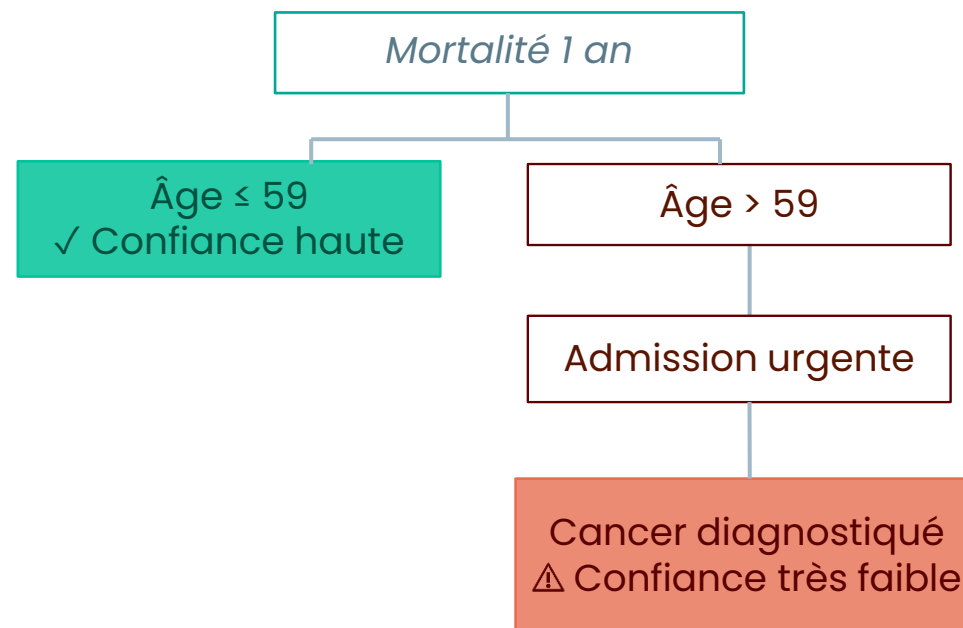 Mortalité 1 an
Âge ≤ 59
✓ Confiance haute
Âge > 59
Admission urgente
Cancer diagnostiqué
⚠ Confiance très faible